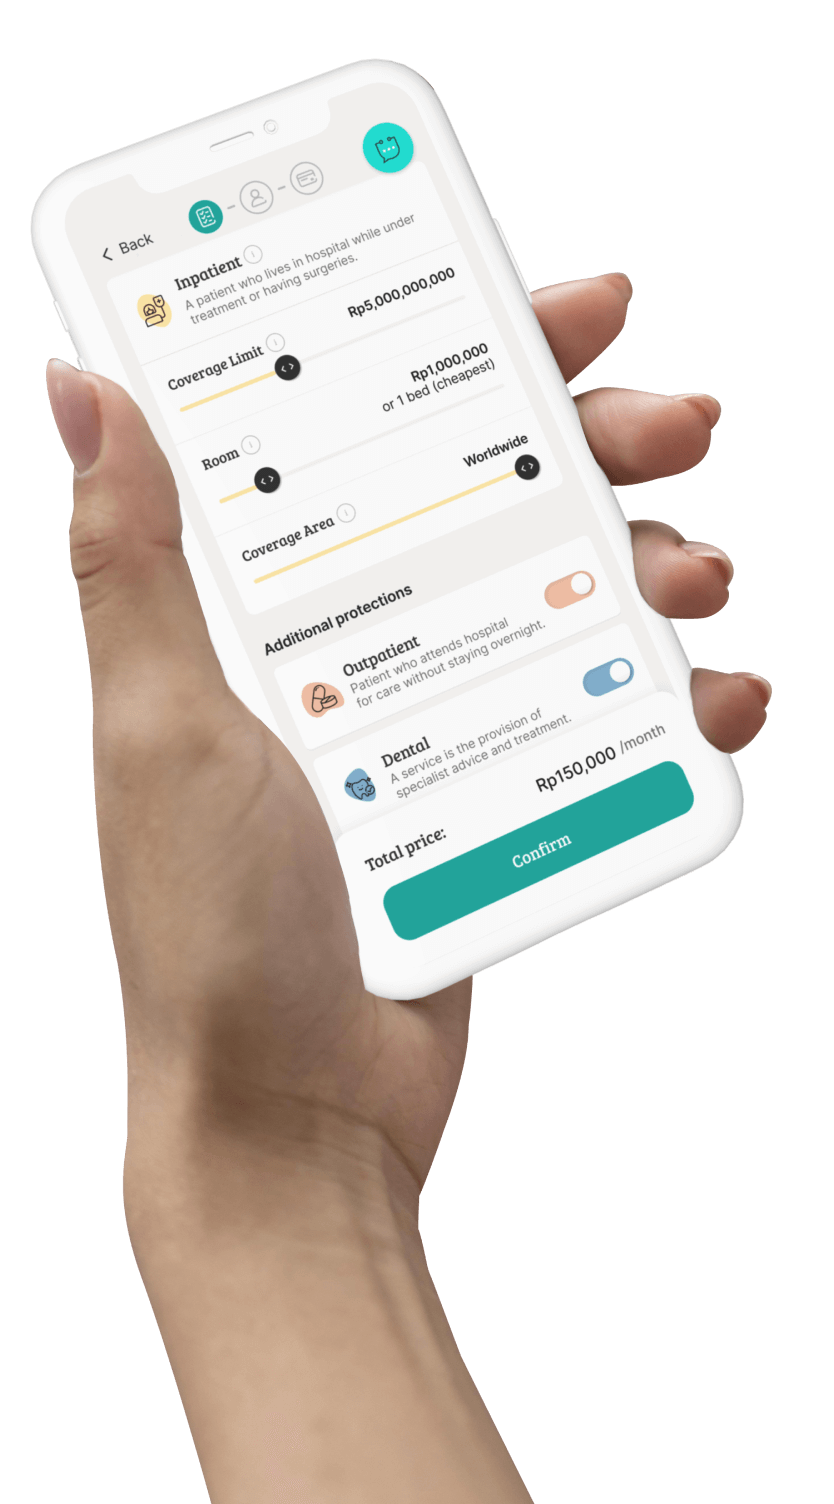 Back
Inpatient
A patient who lives in hospital while under
treatment or having surgeries.
Coverage Limit
Rp5,000,000,000
Room
Rp1,000,000
or 1 bed (cheapest)
Coverage Area
Worldwide
Additional protections
Outpatient
Patient who attends hospital
for care without staying overnight.
Dental
A service is the provision of
specialist advice and treatment.
Total price:
Rp150,000 /month
Confirm